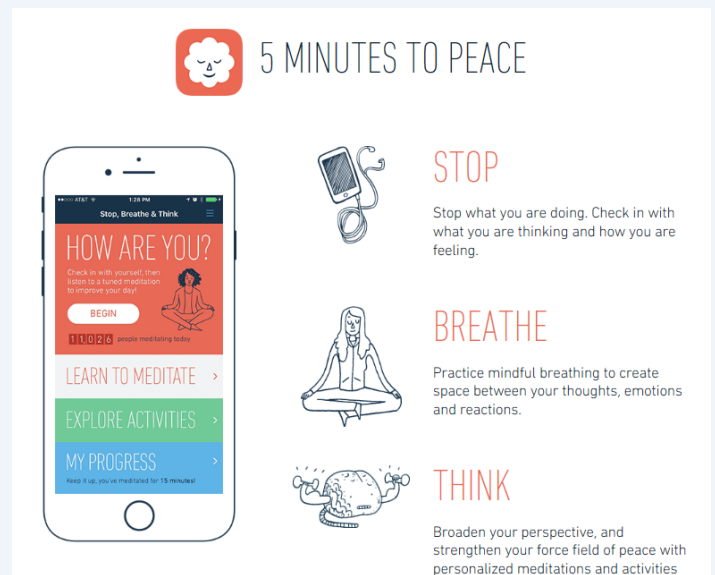 5 MINUTES TO PEACE
AT&T
1:28 PM
Stop, Breathe & Think
HOW ARE YOU?
Check in with yourself, then
listen to a tuned meditation
to improve your day!
BEGIN
11026 people meditating today
LEARN TO MEDITATE >
EXPLORE ACTIVITIES >
MY PROGRESS >
Keep it up, you've meditated for 15 minutes!
STOP
Stop what you are doing. Check in with
what you are thinking and how you are
feeling.
BREATHE
Practice mindful breathing to create
space between your thoughts, emotions
and reactions.
THINK
Broaden your perspective, and
strengthen your force field of peace with
personalized meditations and activities